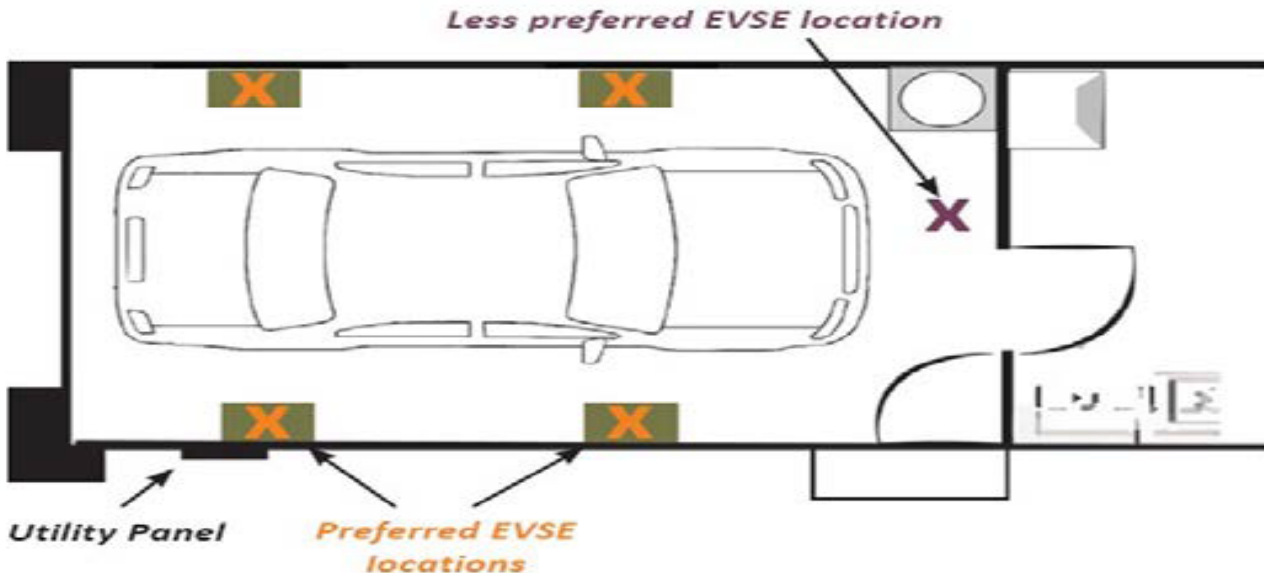 Less preferred EVSE location
X X
X
X X
Utility Panel
Preferred EVSE
locations